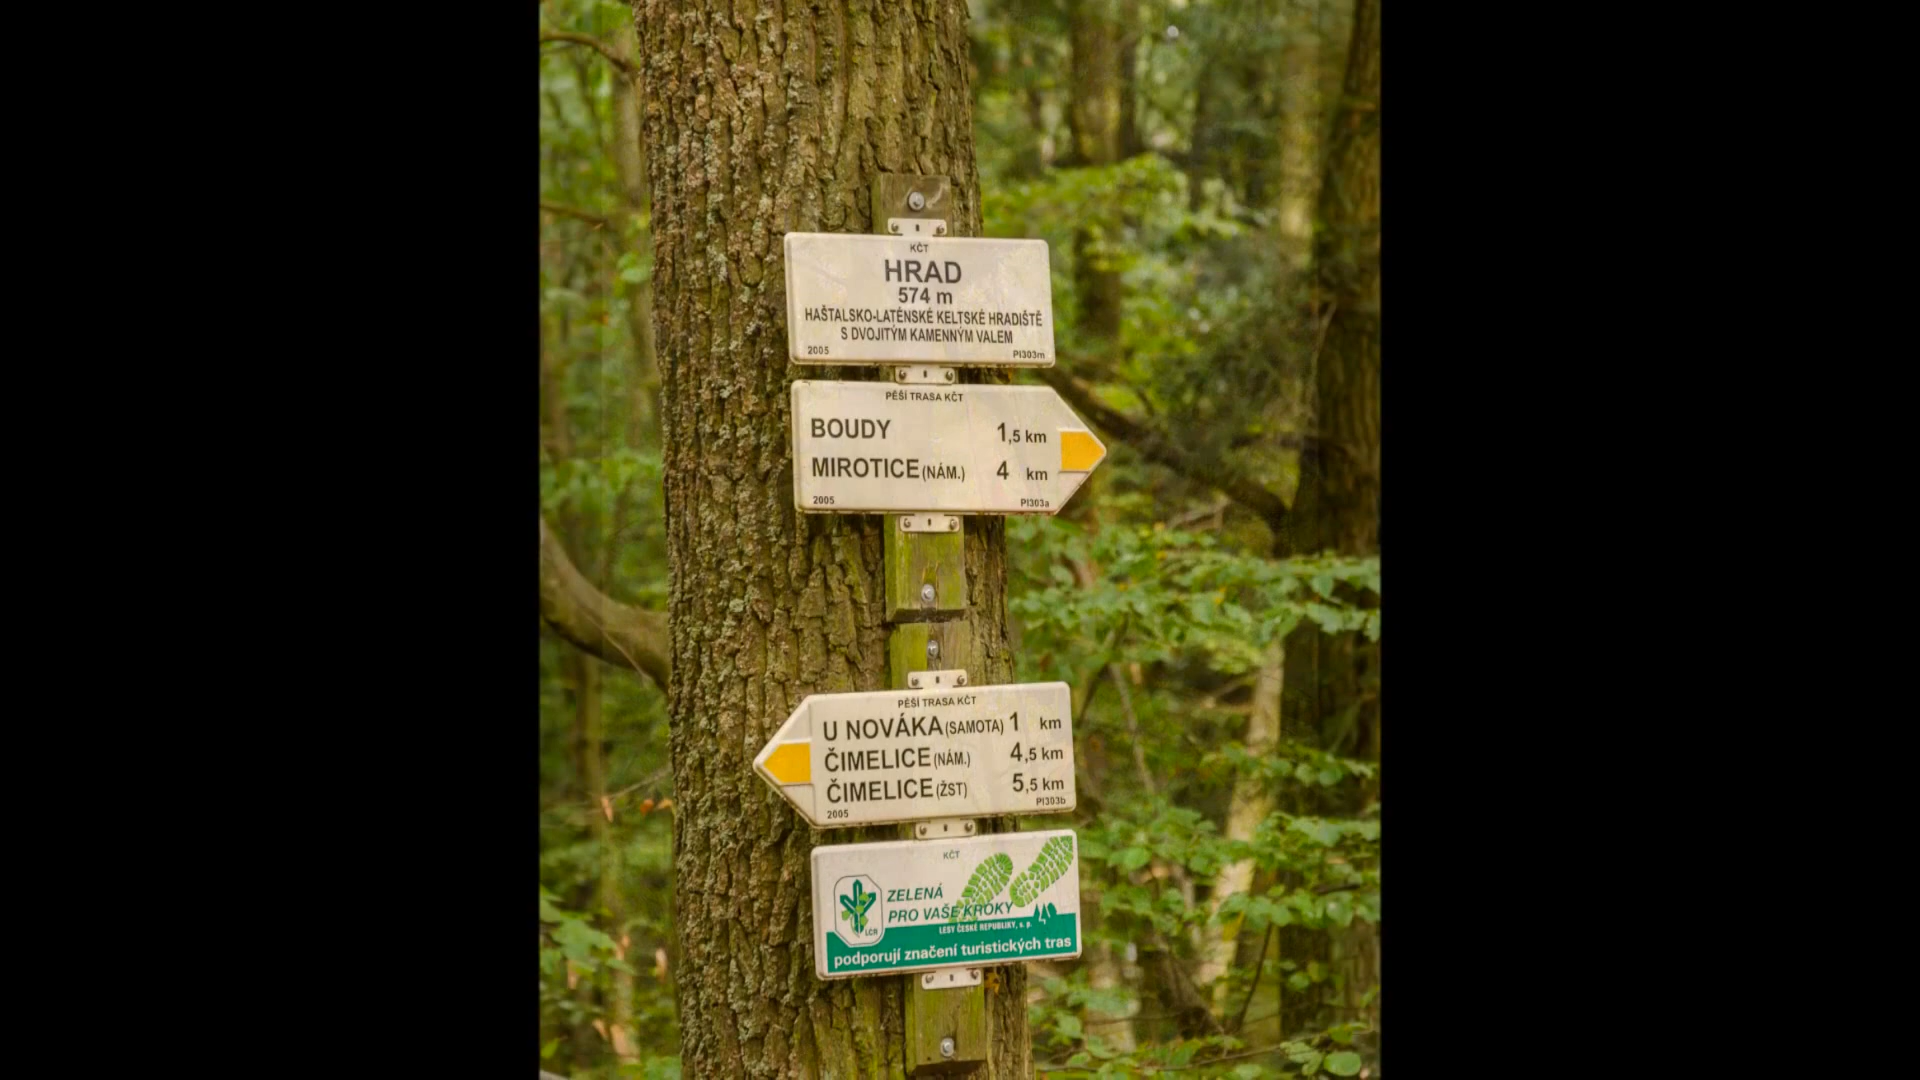 KČT
HRAD
574 m
HAŠTALSKO-LATÉNSKÉ KELTSKÉ HRADIŠTĚ
S DVOJITÝM KAMENNÝM VALEM
2005 PI303m
PĚŠÍ TRASA KČT
BOUDY 1,5 km
MIROTICE (NÁM.) 4 km
2005 PI303a
PĚŠÍ TRASA KČT
U NOVÁKA (SAMOTA) 1 km
ČIMELICE (NÁM.) 4,5 km
ČIMELICE (ŽST) 5,5 km
2005 PI303b
KČT
ZELENÁ
PRO VAŠE KROKY
LČR
LESY ČESKÉ REPUBLIKY, s. p.
podporují značení turistických tras